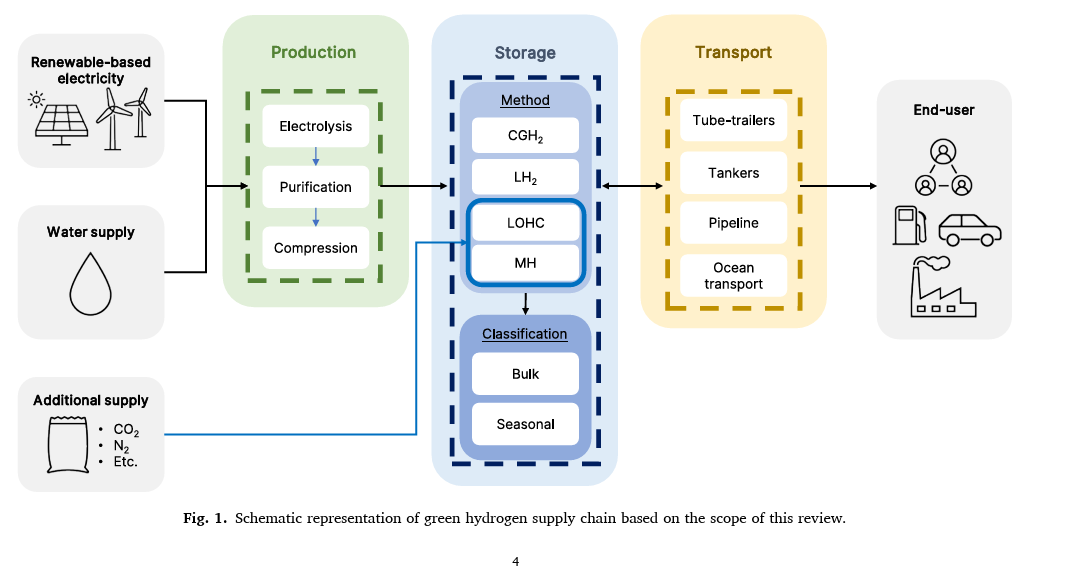 Renewable-based
electricity
Water supply
Additional supply
• CO₂
• N₂
• Etc.
Production
Electrolysis
Purification
Compression
Storage
Method
CGH₂
LH₂
LOHC
MH
Classification
Bulk
Seasonal
Transport
Tube-trailers
Tankers
Pipeline
Ocean
transport
End-user
Fig. 1. Schematic representation of green hydrogen supply chain based on the scope of this review.
4